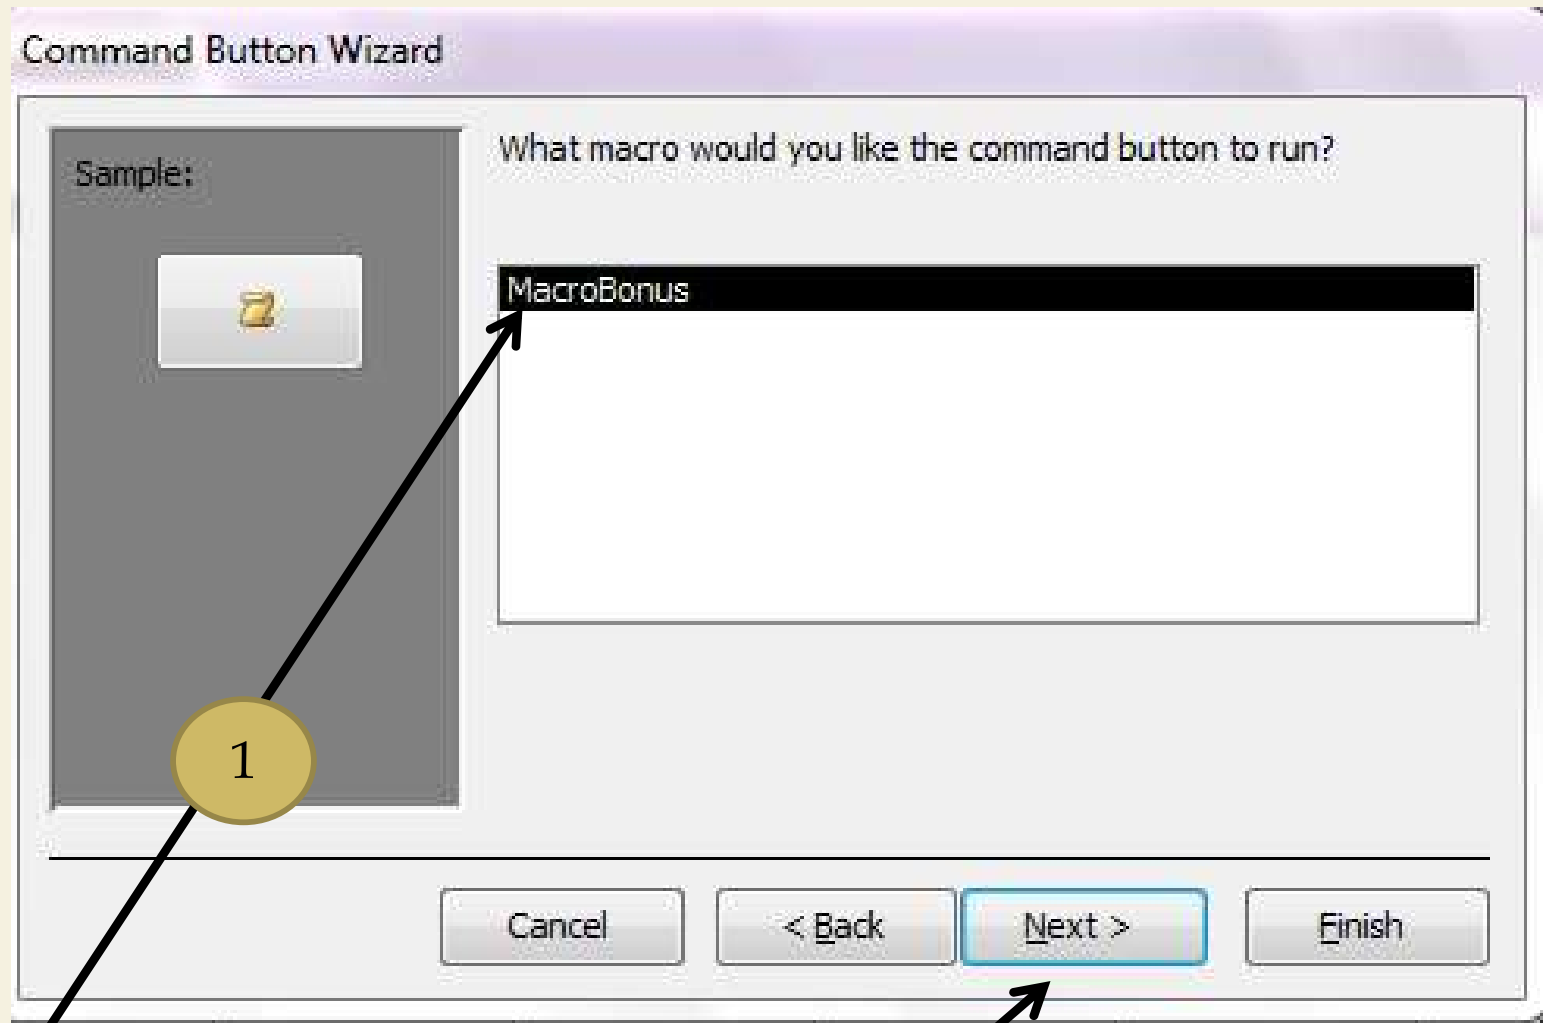 Command Button Wizard
Sample:
What macro would you like the command button to run?
MacroBonus
1
Cancel
< Back
Next >
Finish